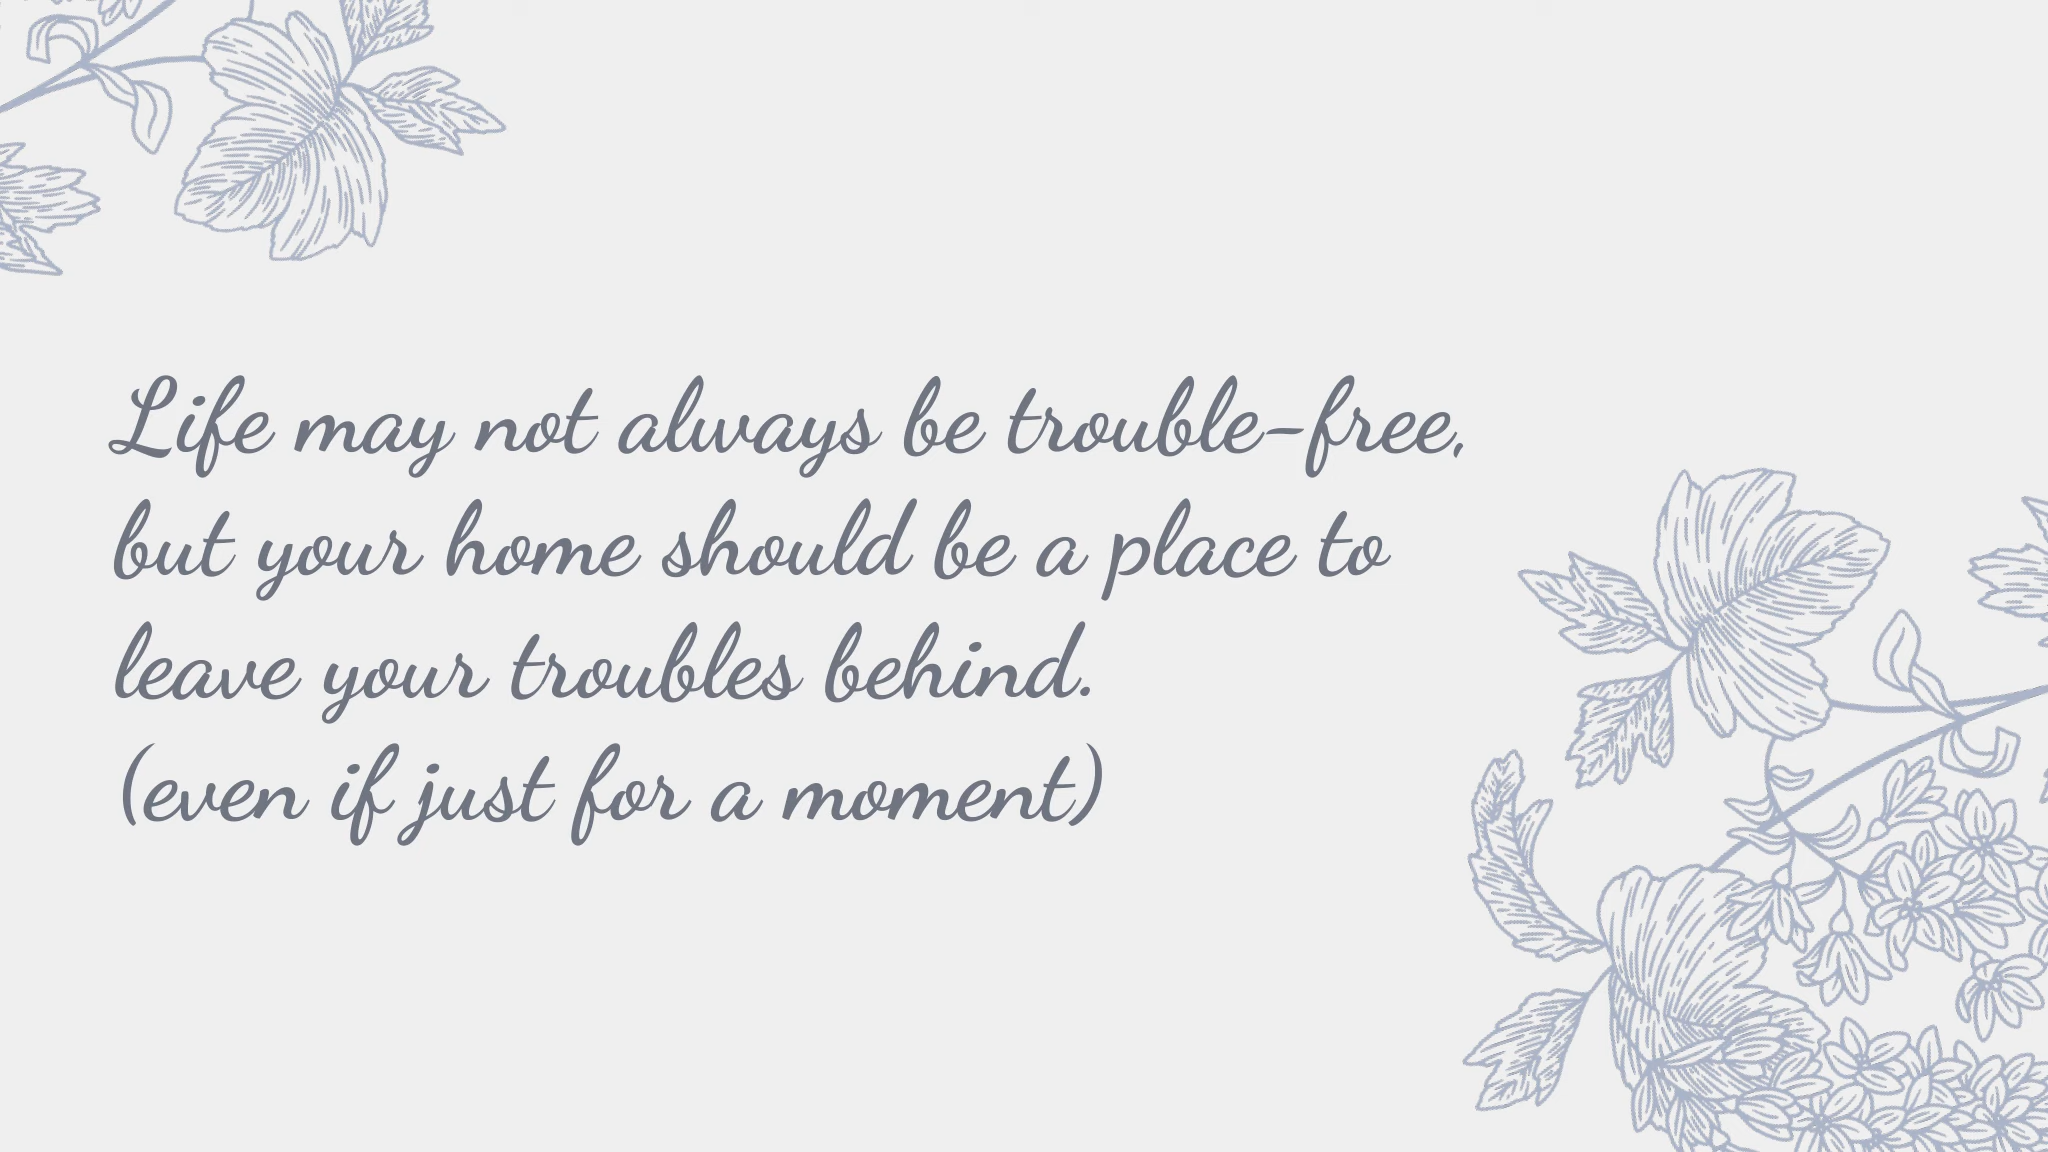 Life may not always be trouble-free,
but your home should be a place to
leave your troubles behind.
(even if just for a moment)